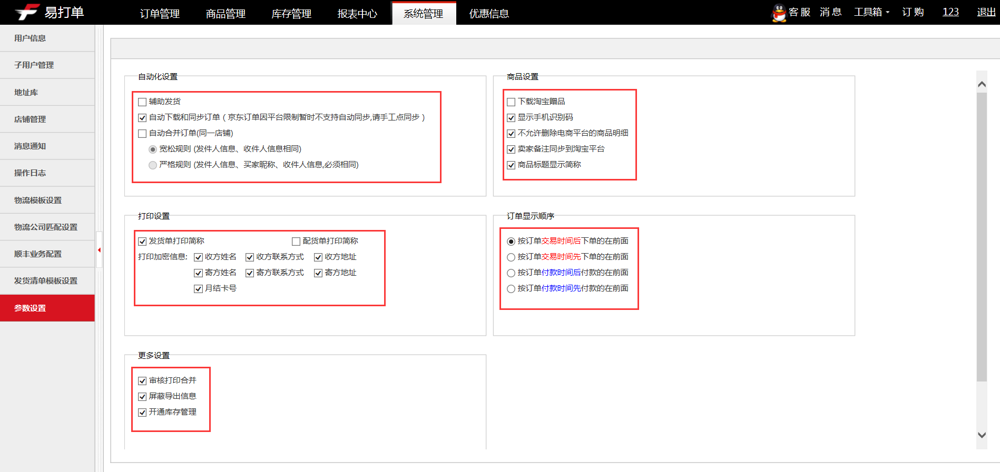 易打单
订单管理 商品管理 库存管理 报表中心 系统管理 优惠信息
客 服 消 息 工具箱 订 购 123 退出
用户信息
子用户管理
地址库
店铺管理
消息通知
操作日志
物流模板设置
物流公司匹配设置
顺丰业务配置
发货清单模板设置
参数设置
自动化设置
辅助发货
自动下载和同步订单（京东订单因平台限制暂时不支持自动同步,请手工点同步）
自动合并订单(同一店铺)
宽松规则 (发件人信息、收件人信息相同)
严格规则 (发件人信息、买家昵称、收件人信息,必须相同)
商品设置
下载淘宝赠品
显示手机识别码
不允许删除电商平台的商品明细
卖家备注同步到淘宝平台
商品标题显示简称
打印设置
发货单打印简称 配货单打印简称
打印加密信息: 收方姓名 收方联系方式 收方地址
寄方姓名 寄方联系方式 寄方地址
月结卡号
订单显示顺序
按订单交易时间后下单的在前面
按订单交易时间先下单的在前面
按订单付款时间后付款的在前面
按订单付款时间先付款的在前面
更多设置
审核打印合并
屏蔽导出信息
开通库存管理